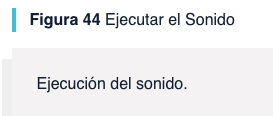 Figura 44 Ejecutar el Sonido
Ejecución del sonido.